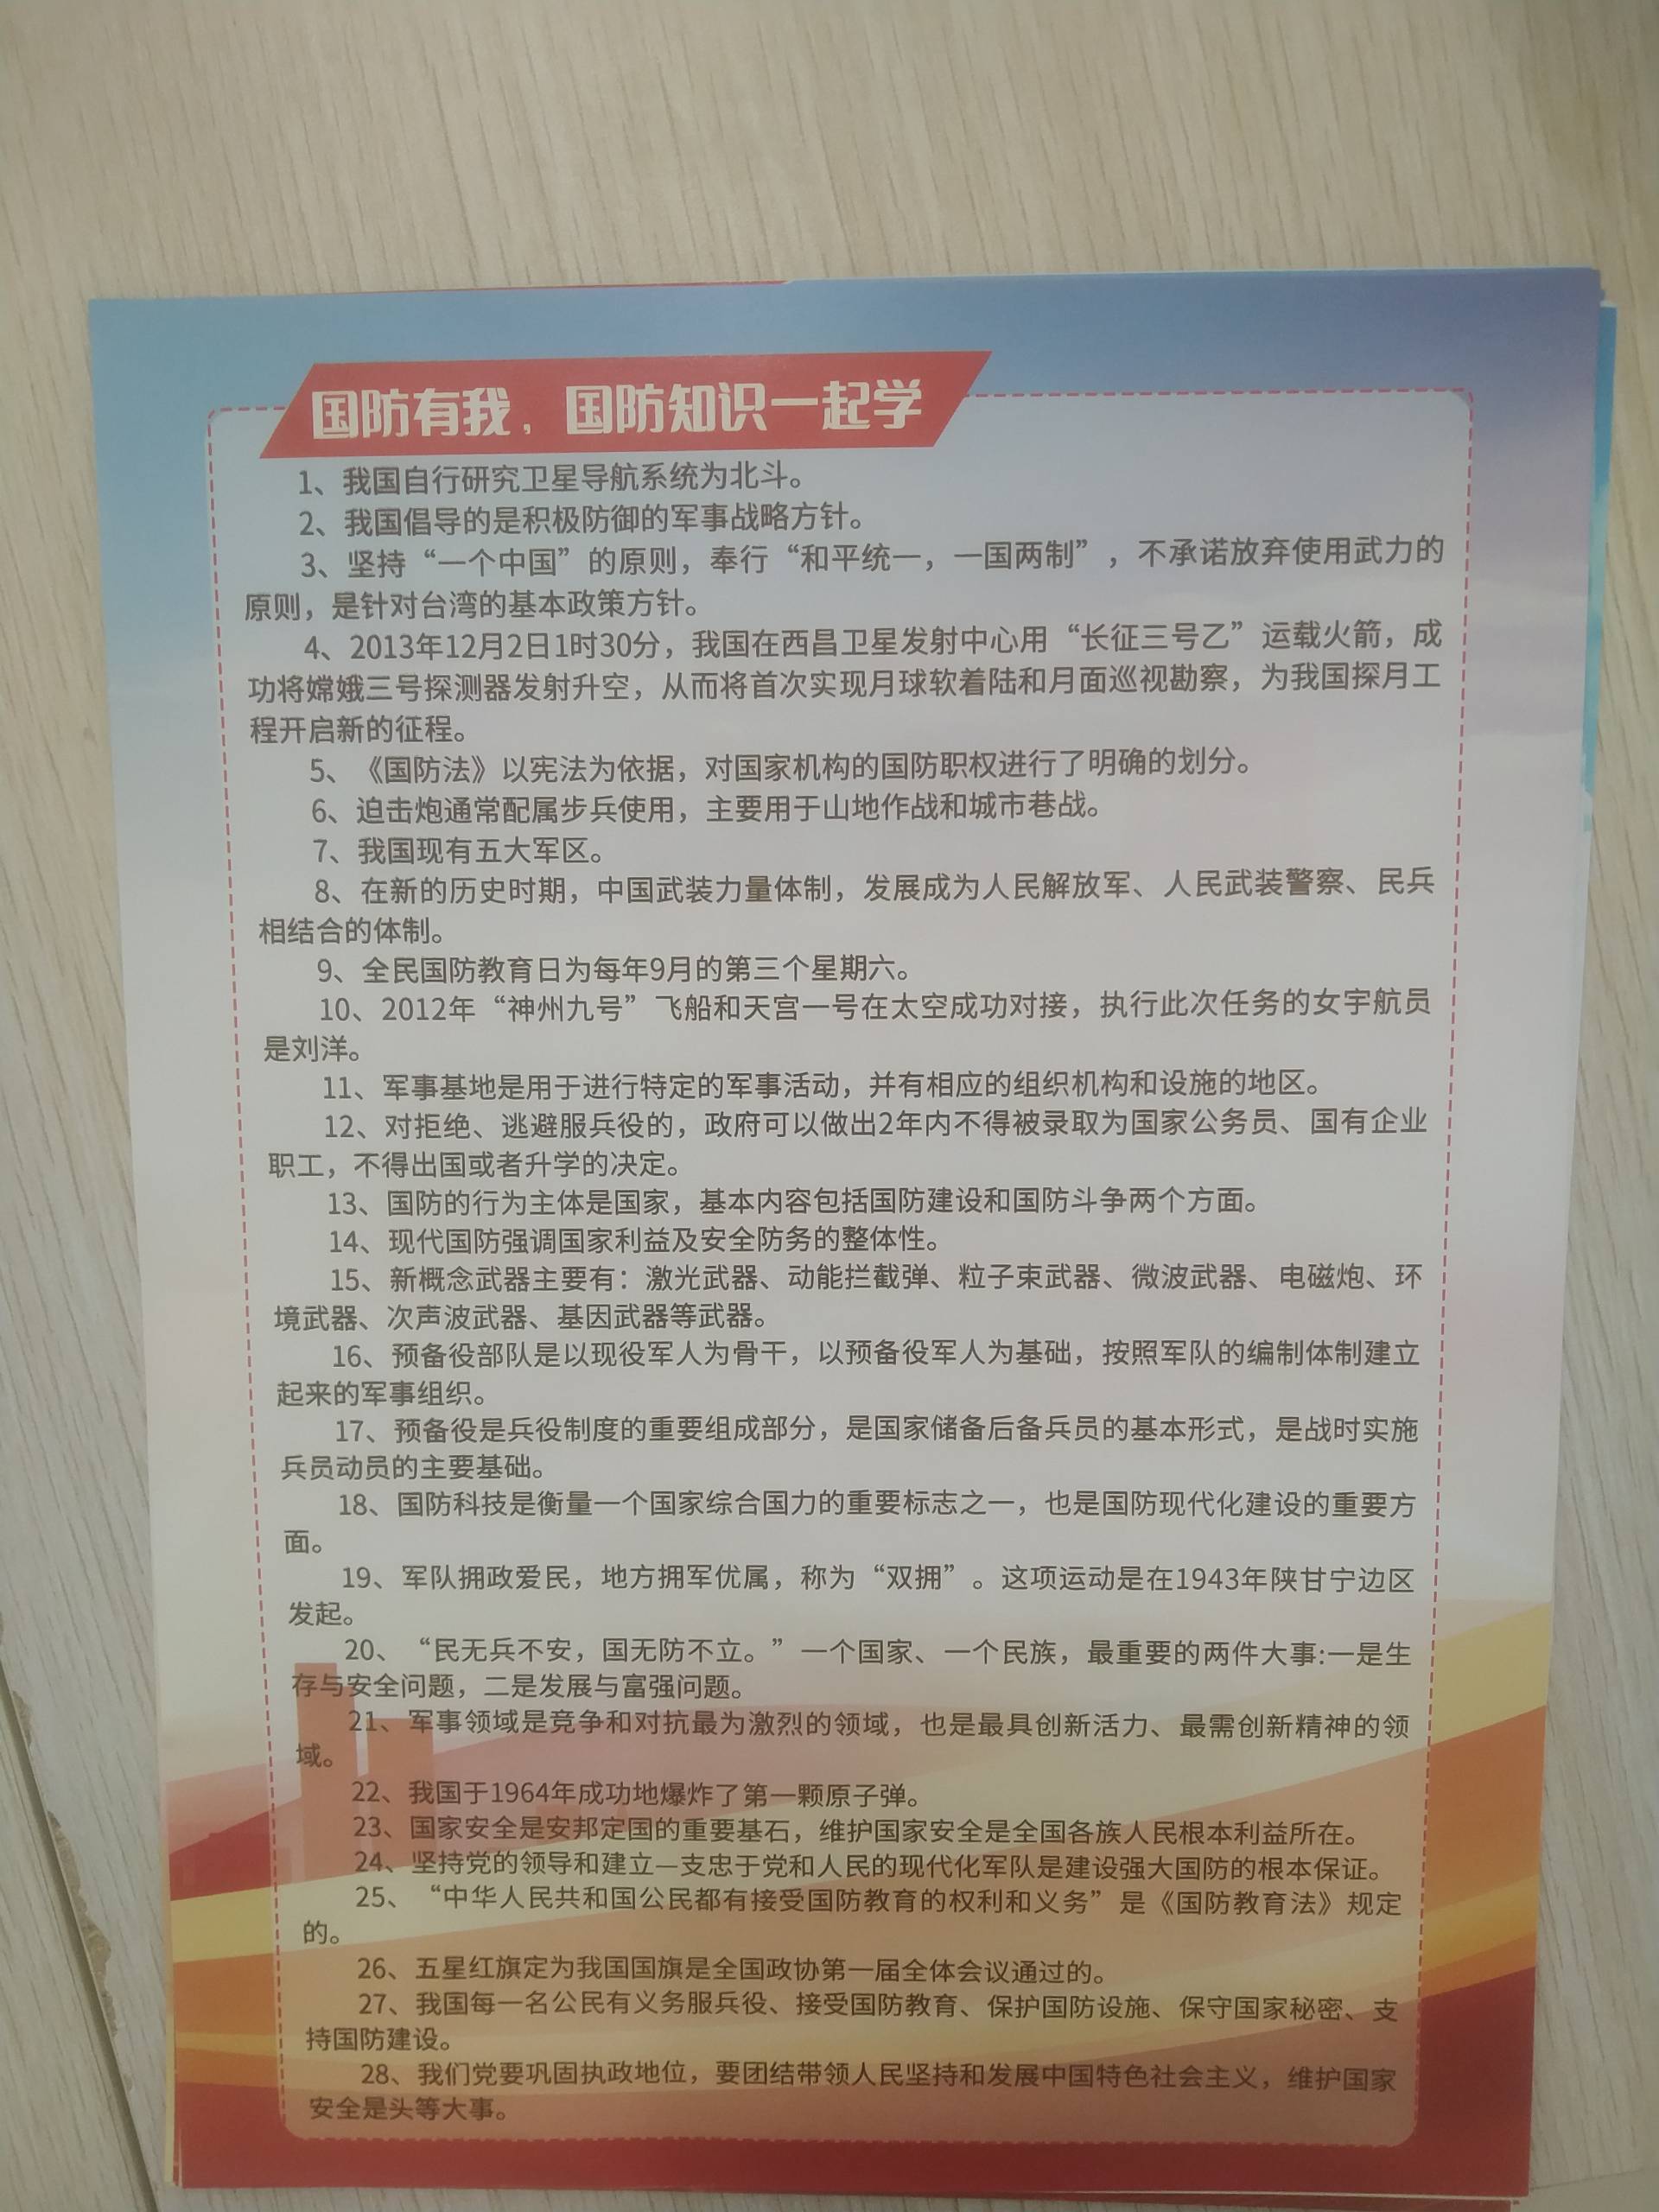 国防有我，国防知识一起学
1、我国自行研究卫星导航系统为北斗。
2、我国倡导的是积极防御的军事战略方针。
3、坚持“一个中国”的原则，奉行“和平统一，一国两制”，不承诺放弃使用武力的
原则，是针对台湾的基本政策方针。
4、2013年12月2日1时30分，我国在西昌卫星发射中心用“长征三号乙”运载火箭，成
功将嫦娥三号探测器发射升空，从而将首次实现月球软着陆和月面巡视勘察，为我国探月工
程开启新的征程。
5、《国防法》以宪法为依据，对国家机构的国防职权进行了明确的划分。
6、迫击炮通常配属步兵使用，主要用于山地作战和城市巷战。
7、我国现有五大军区。
8、在新的历史时期，中国武装力量体制，发展成为人民解放军、人民武装警察、民兵
相结合的体制。
9、全民国防教育日为每年9月的第三个星期六。
10、2012年“神州九号”飞船和天宫一号在太空成功对接，执行此次任务的女宇航员
是刘洋。
11、军事基地是用于进行特定的军事活动，并有相应的组织机构和设施的地区。
12、对拒绝、逃避服兵役的，政府可以做出2年内不得被录取为国家公务员、国有企业
职工，不得出国或者升学的决定。
13、国防的行为主体是国家，基本内容包括国防建设和国防斗争两个方面。
14、现代国防强调国家利益及安全防务的整体性。
15、新概念武器主要有：激光武器、动能拦截弹、粒子束武器、微波武器、电磁炮、环
境武器、次声波武器、基因武器等武器。
16、预备役部队是以现役军人为骨干，以预备役军人为基础，按照军队的编制体制建立
起来的军事组织。
17、预备役是兵役制度的重要组成部分，是国家储备后备兵员的基本形式，是战时实施
兵员动员的主要基础。
18、国防科技是衡量一个国家综合国力的重要标志之一，也是国防现代化建设的重要方
面。
19、军队拥政爱民，地方拥军优属，称为“双拥”。这项运动是在1943年陕甘宁边区
发起。
20、“民无兵不安，国无防不立。”一个国家、一个民族，最重要的两件大事:一是生
存与安全问题，二是发展与富强问题。
21、军事领域是竞争和对抗最为激烈的领域，也是最具创新活力、最需创新精神的领
域。
22、我国于1964年成功地爆炸了第一颗原子弹。
23、国家安全是安邦定国的重要基石，维护国家安全是全国各族人民根本利益所在。
24、坚持党的领导和建立—支忠于党和人民的现代化军队是建设强大国防的根本保证。
25、“中华人民共和国公民都有接受国防教育的权利和义务”是《国防教育法》规定
的。
26、五星红旗定为我国国旗是全国政协第一届全体会议通过的。
27、我国每一名公民有义务服兵役、接受国防教育、保护国防设施、保守国家秘密、支
持国防建设。
28、我们党要巩固执政地位，要团结带领人民坚持和发展中国特色社会主义，维护国家
安全是头等大事。